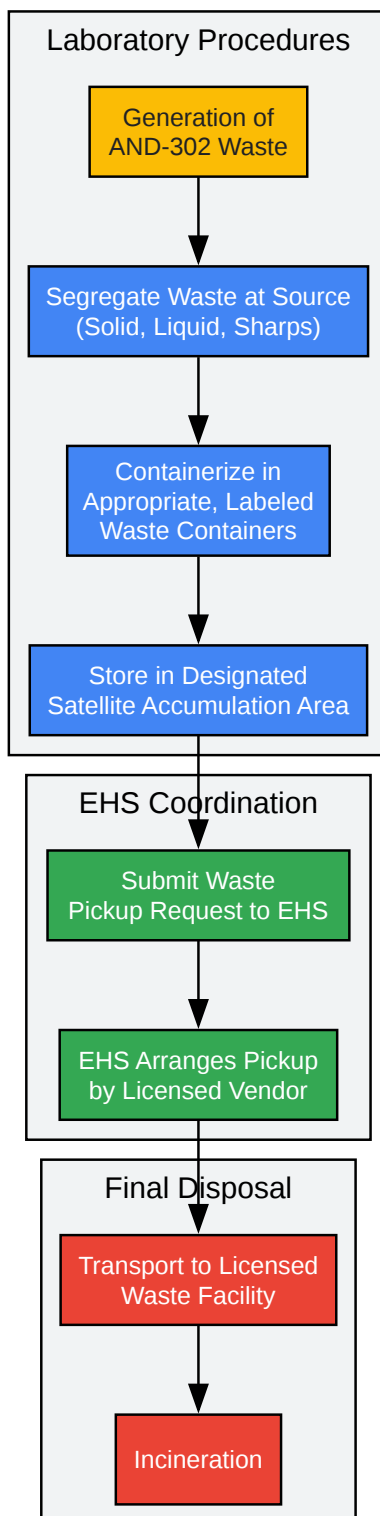 Laboratory Procedures
Generation of
AND-302 Waste
Segregate Waste at Source
(Solid, Liquid, Sharps)
Containerize in
Appropriate, Labeled
Waste Containers
Store in Designated
Satellite Accumulation Area
EHS Coordination
Submit Waste
Pickup Request to EHS
EHS Arranges Pickup
by Licensed Vendor
Final Disposal
Transport to Licensed
Waste Facility
Incineration